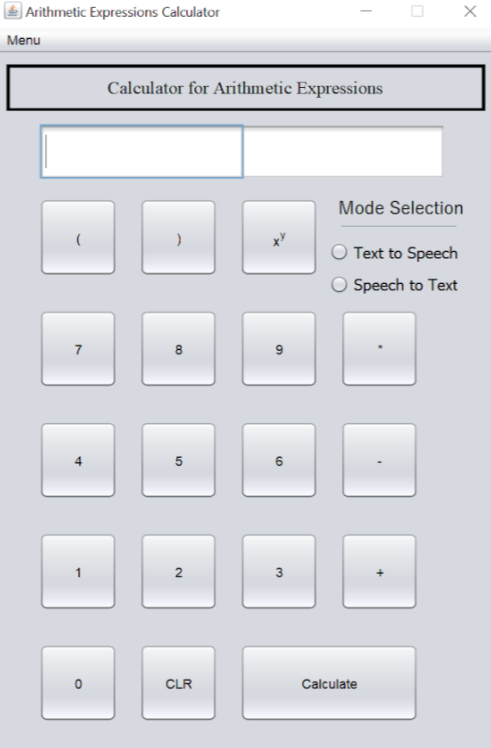 Arithmetic Expressions Calculator
Menu
Calculator for Arithmetic Expressions
( ) xʸ
Mode Selection
Text to Speech
Speech to Text
7 8 9 *
4 5 6 -
1 2 3 +
0 CLR Calculate